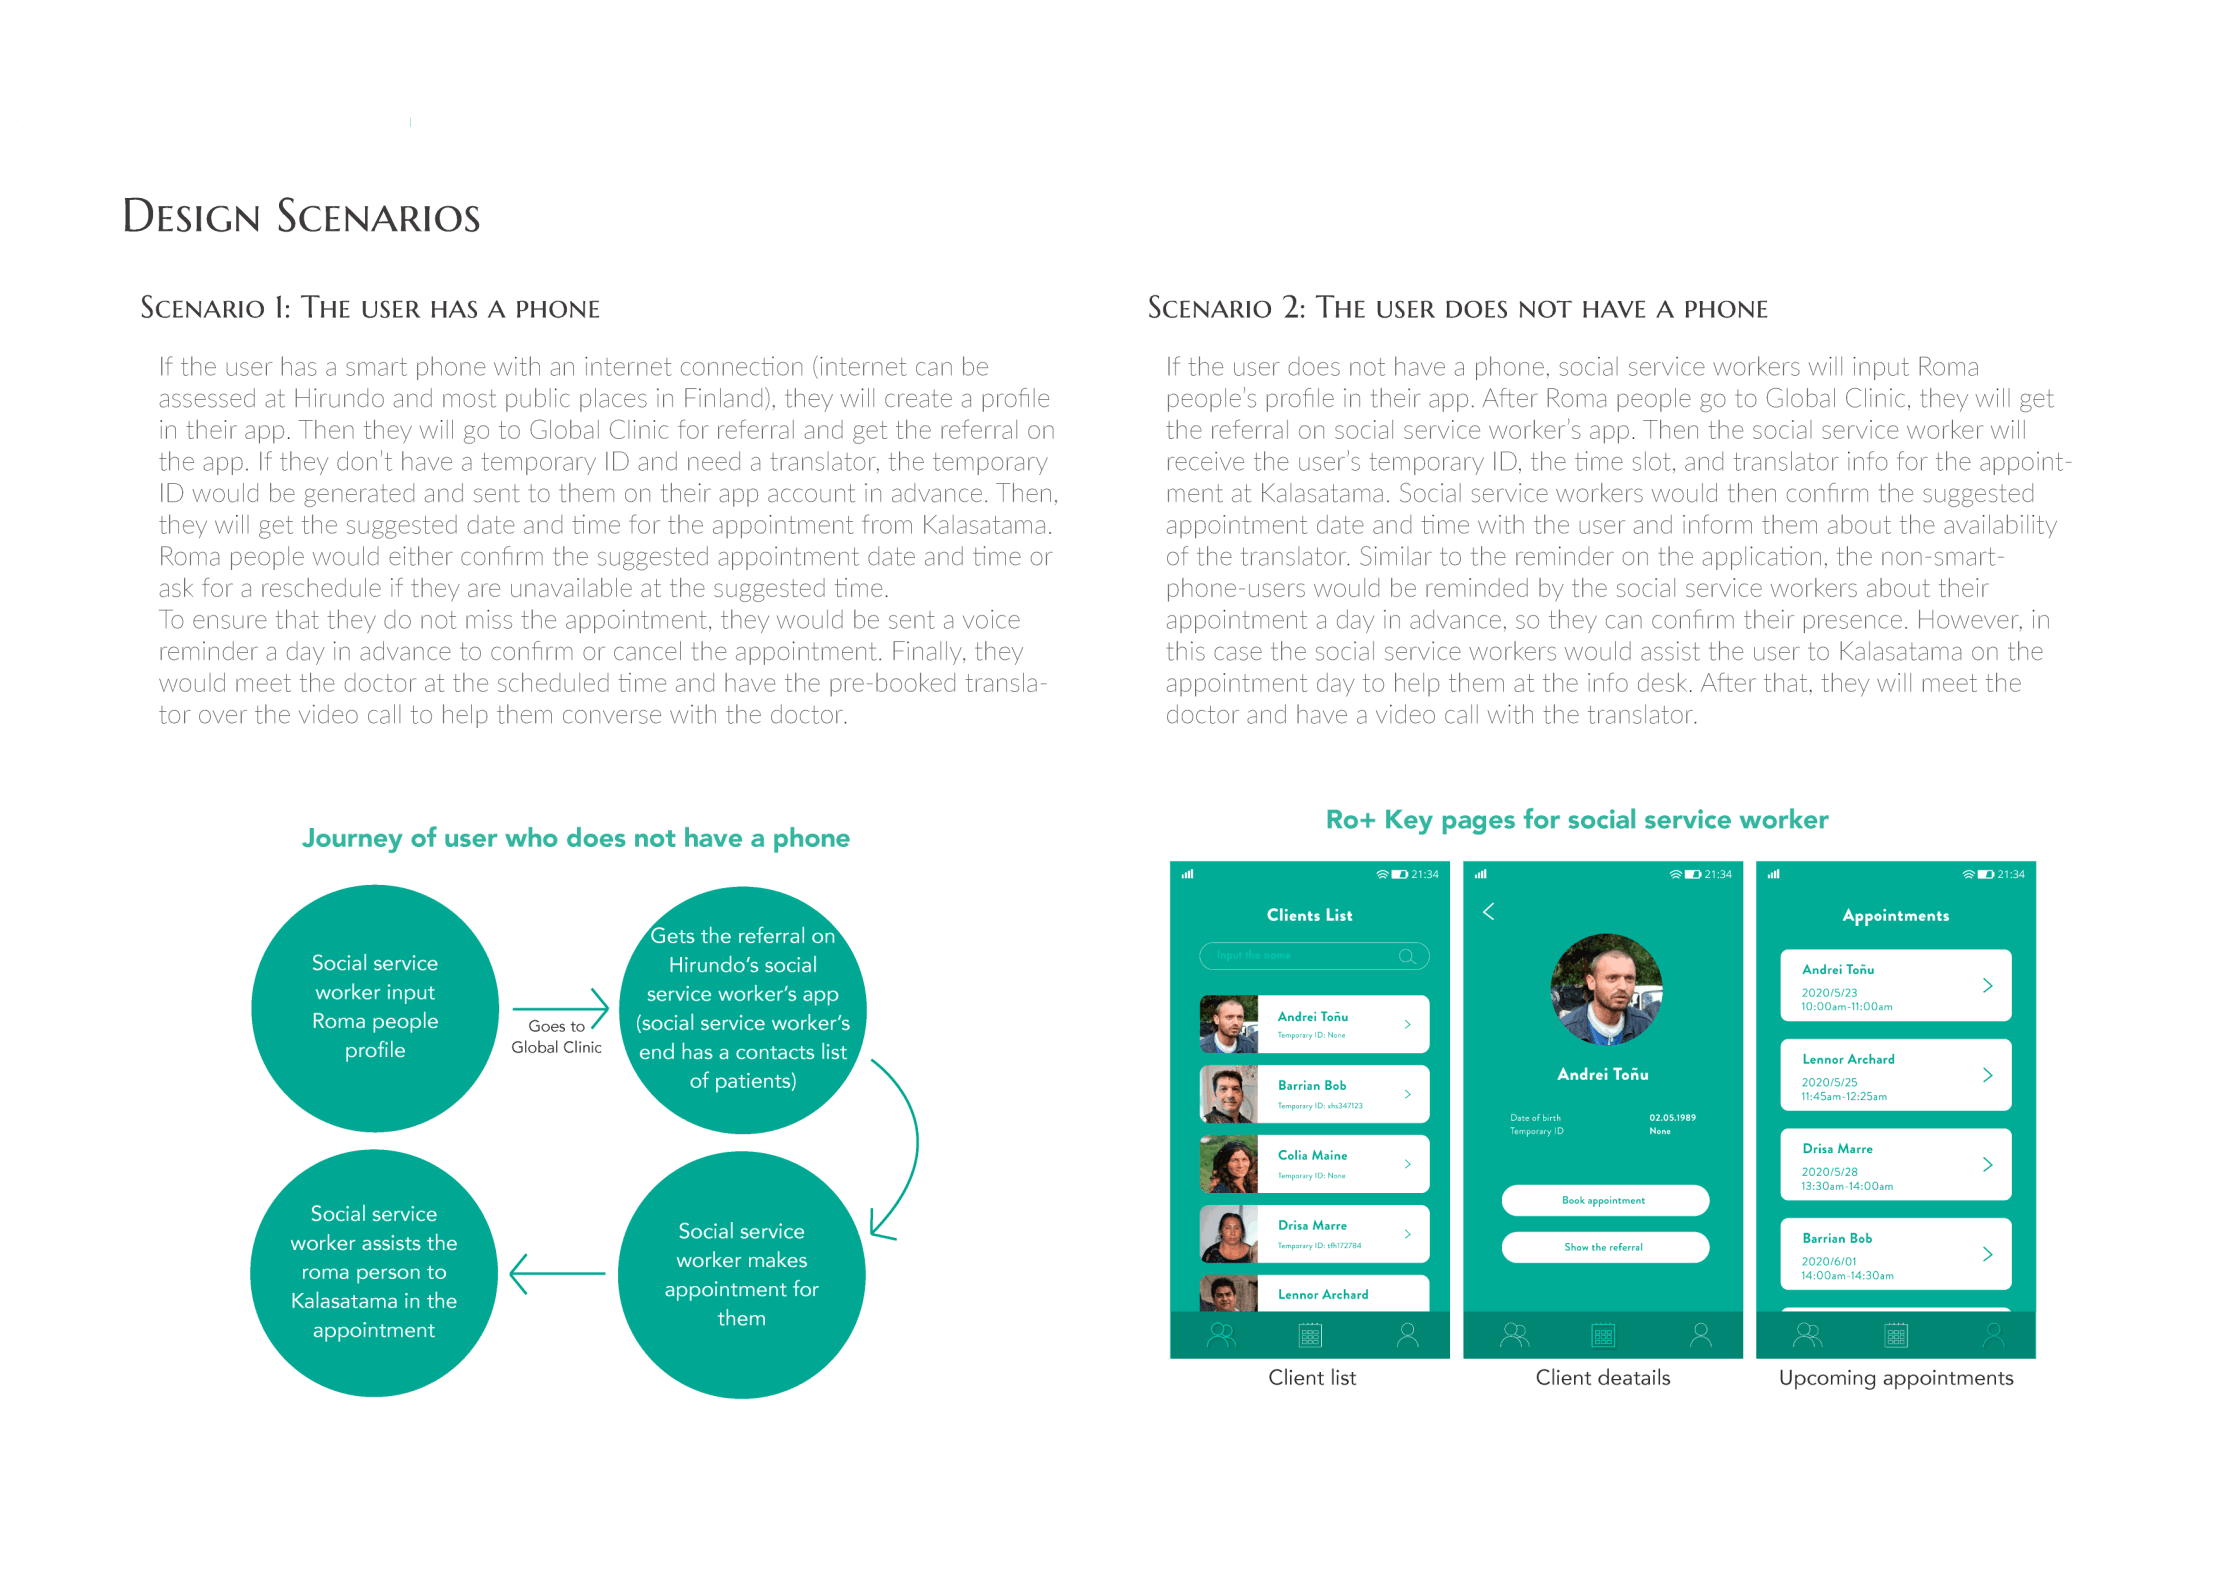 Design Scenarios
Scenario 1: The user has a phone
If the user has a smart phone with an internet connection (internet can be
assessed at Hirundo and most public places in Finland), they will create a profile
in their app. Then they will go to Global Clinic for referral and get the referral on
the app. If they don't have a temporary ID and need a translator, the temporary
ID would be generated and sent to them on their app account in advance. Then,
they will get the suggested date and time for the appointment from Kalasatama.
Roma people would either confirm the suggested appointment date and time or
ask for a reschedule if they are unavailable at the suggested time.
To ensure that they do not miss the appointment, they would be sent a voice
reminder a day in advance to confirm or cancel the appointment. Finally, they
would meet the doctor at the scheduled time and have the pre-booked transla-
tor over the video call to help them converse with the doctor.
Scenario 2: The user does not have a phone
If the user does not have a phone, social service workers will input Roma
people's profile in their app. After Roma people go to Global Clinic, they will get
the referral on social service worker's app. Then the social service worker will
receive the user's temporary ID, the time slot, and translator info for the appoint-
ment at Kalasatama. Social service workers would then confirm the suggested
appointment date and time with the user and inform them about the availability
of the translator. Similar to the reminder on the application, the non-smart-
phone-users would be reminded by the social service workers about their
appointment a day in advance, so they can confirm their presence. However, in
this case the social service workers would assist the user to Kalasatama on the
appointment day to help them at the info desk. After that, they will meet the
doctor and have a video call with the translator.
Journey of user who does not have a phone
Social service
worker input
Roma people
profile
Goes to
Global Clinic
Gets the referral on
Hirundo's social
service worker's app
(social service worker's
end has a contacts list
of patients)
Social service
worker makes
appointment for
them
Social service
worker assists the
roma person to
Kalasatama in the
appointment
Ro+ Key pages for social service worker
21:34
Clients List
Input the name
Andrei Toñu
Temporary ID: None
Barrian Bob
Temporary ID: xhs347123
Colia Maine
Temporary ID: None
Drisa Marre
Temporary ID: tfh172784
Lennor Archard
Client list
21:34
Andrei Toñu
Date of birth 02.05.1989
Temporary ID None
Book appointment
Show the referral
Client deatails
21:34
Appointments
Andrei Toñu
2020/5/23
10:00am-11:00am
Lennor Archard
2020/5/25
11:45am-12:25am
Drisa Marre
2020/5/28
13:30am-14:00am
Barrian Bob
2020/6/01
14:00am-14:30am
Upcoming appointments